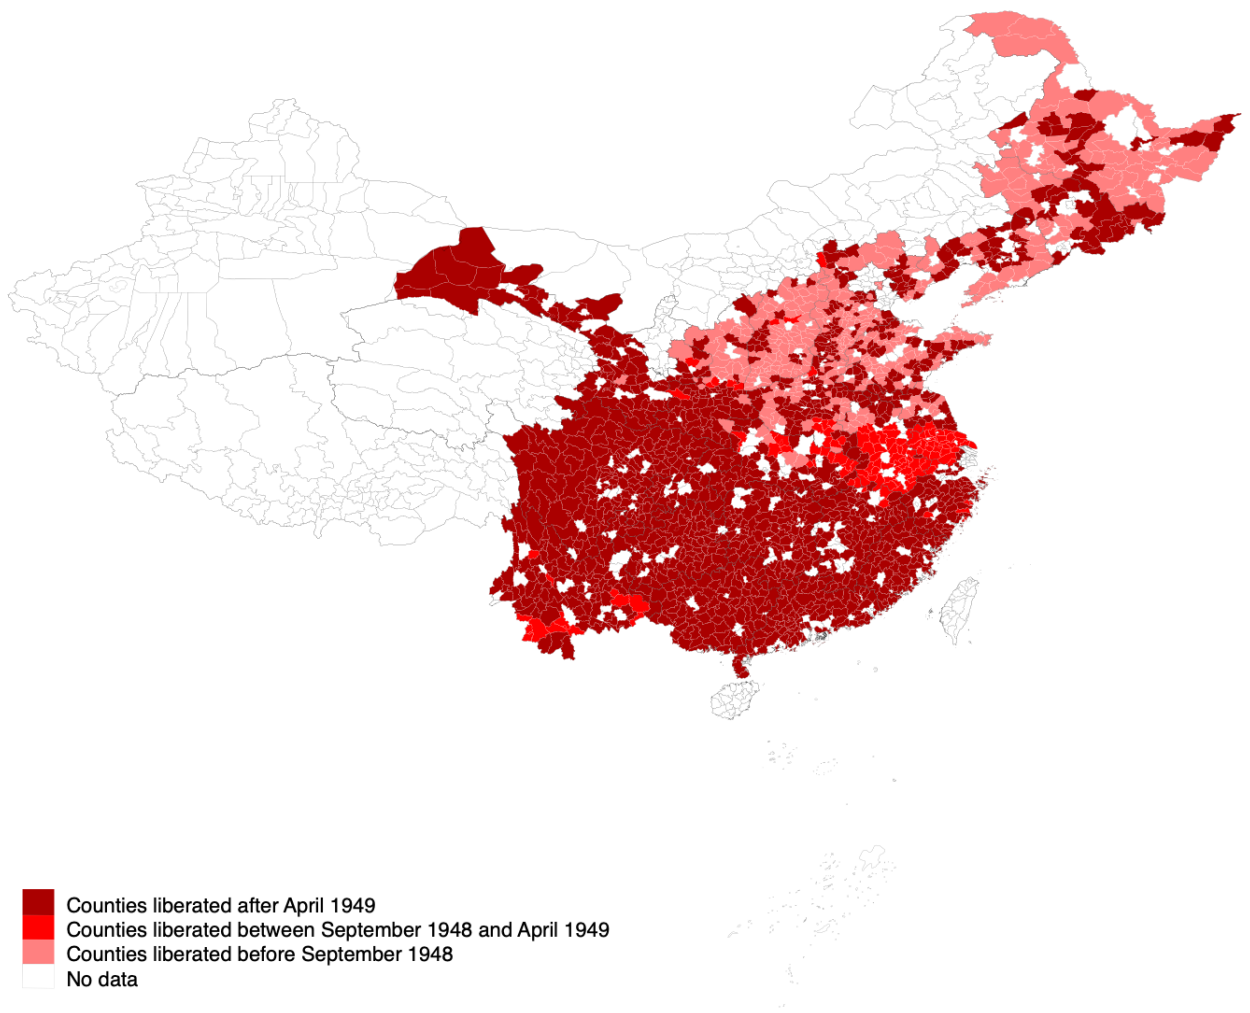 Counties liberated after April 1949
Counties liberated between September 1948 and April 1949
Counties liberated before September 1948
No data